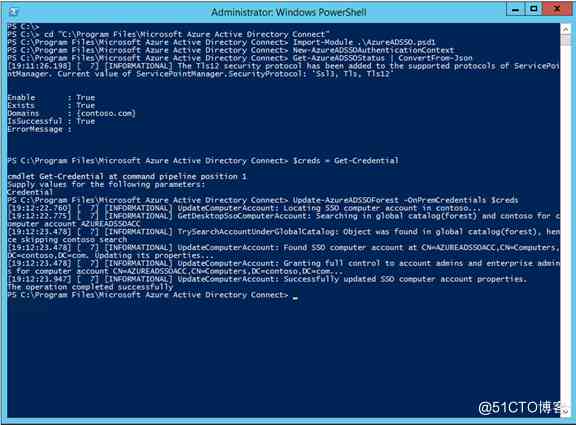 Administrator: Windows PowerShell
PS C:\>
PS C:\> cd "C:\Program Files\Microsoft Azure Active Directory Connect"
PS C:\Program Files\Microsoft Azure Active Directory Connect> Import-Module .\AzureADSSO.psd1
PS C:\Program Files\Microsoft Azure Active Directory Connect> New-AzureADSSOAuthenticationContext
PS C:\Program Files\Microsoft Azure Active Directory Connect> Get-AzureADSSOStatus | ConvertFrom-Json
[19:11:26.198] [  7] [INFORMATIONAL] The Tls12 security protocol has been added to the supported protocols of ServicePoi
ntManager. Current value of ServicePointManager.SecurityProtocol: 'Ssl3, Tls, Tls12'
Enable       : True
Exists       : True
Domains      : {contoso.com}
IsSuccessful : True
ErrorMessage :
PS C:\Program Files\Microsoft Azure Active Directory Connect> $creds = Get-Credential
cmdlet Get-Credential at command pipeline position 1
Supply values for the following parameters:
Credential
PS C:\Program Files\Microsoft Azure Active Directory Connect> Update-AzureADSSOForest -OnPremCredentials $creds
[19:12:22.760] [  7] [INFORMATIONAL] UpdateComputerAccount: Locating SSO computer account in contoso...
[19:12:22.775] [  7] [INFORMATIONAL] GetDesktopSsoComputerAccount: Searching in global catalog(forest) and contoso for c
omputer account AZUREADSSOACC
[19:12:23.478] [  7] [INFORMATIONAL] TrySearchAccountUnderGlobalCatalog: Object was found in global catalog(forest), hen
ce skipping contoso search
[19:12:23.478] [  7] [INFORMATIONAL] UpdateComputerAccount: Found SSO computer account at CN=AZUREADSSOACC,CN=Computers,
DC=contoso,DC=com. Updating its properties...
[19:12:23.478] [  7] [INFORMATIONAL] UpdateComputerAccount: Granting full control to account admins and enterprise admin
s for computer account CN=AZUREADSSOACC,CN=Computers,DC=contoso,DC=com...
[19:12:23.947] [  7] [INFORMATIONAL] UpdateComputerAccount: Successfully updated SSO computer account properties.
The operation completed successfully
PS C:\Program Files\Microsoft Azure Active Directory Connect> _
@51CTO博客